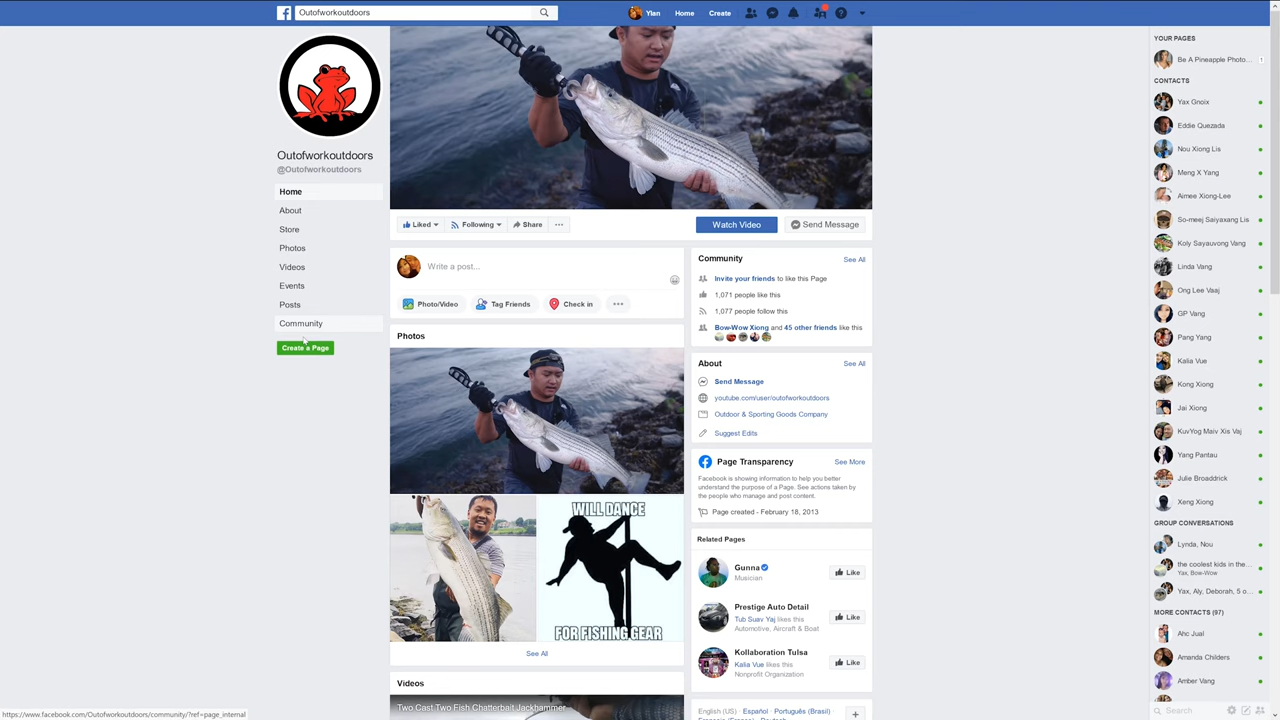 Outofworkoutdoors
Ylan
Home
Create
Outofworkoutdoors
@Outofworkoutdoors
Home
About
Store
Photos
Videos
Events
Posts
Community
Create a Page
Liked
Following
Share
Watch Video
Send Message
Write a post...
Photo/Video
Tag Friends
Check in
Photos
WILL DANCE
FOR FISHING GEAR
See All
Videos
Two Cast Two Fish Chatterbait Jackhammer
Community
See All
Invite your friends to like this Page
1,071 people like this
1,077 people follow this
Bow-Wow Xiong and 45 other friends like this
About
See All
Send Message
youtube.com/user/outofworkoutdoors
Outdoor & Sporting Goods Company
Suggest Edits
Page Transparency
See More
Facebook is showing information to help you better
understand the purpose of a Page. See actions taken by
the people who manage and post content.
Page created - February 18, 2013
Related Pages
Gunna
Musician
Like
Prestige Auto Detail
Tub Suav Yaj likes this
Automotive, Aircraft & Boat
Like
Kollaboration Tulsa
Kalia Vue likes this
Nonprofit Organization
Like
English (US) · Español · Português (Brasil) ·
YOUR PAGES
Be A Pineapple Photo...
1
CONTACTS
Yax Gnoix
Eddie Quezada
Nou Xiong Lis
Meng X Yang
Aimee Xiong-Lee
So-meej Saiyaxang Lis
Koly Sayauvong Vang
Linda Vang
Ong Lee Vaaj
GP Vang
Pang Yang
Kalia Vue
Kong Xiong
Jai Xiong
KuvYog Maiv Xis Vaj
Yang Pantau
Julie Broaddrick
Xeng Xiong
GROUP CONVERSATIONS
Lynda, Nou
the coolest kids in the...
Yax, Bow-Wow
Yax, Aly, Deborah, 5 o...
MORE CONTACTS (97)
Ahc Jual
Amanda Childers
Amber Vang
Search
https://www.facebook.com/Outofworkoutdoors/community/?ref=page_internal